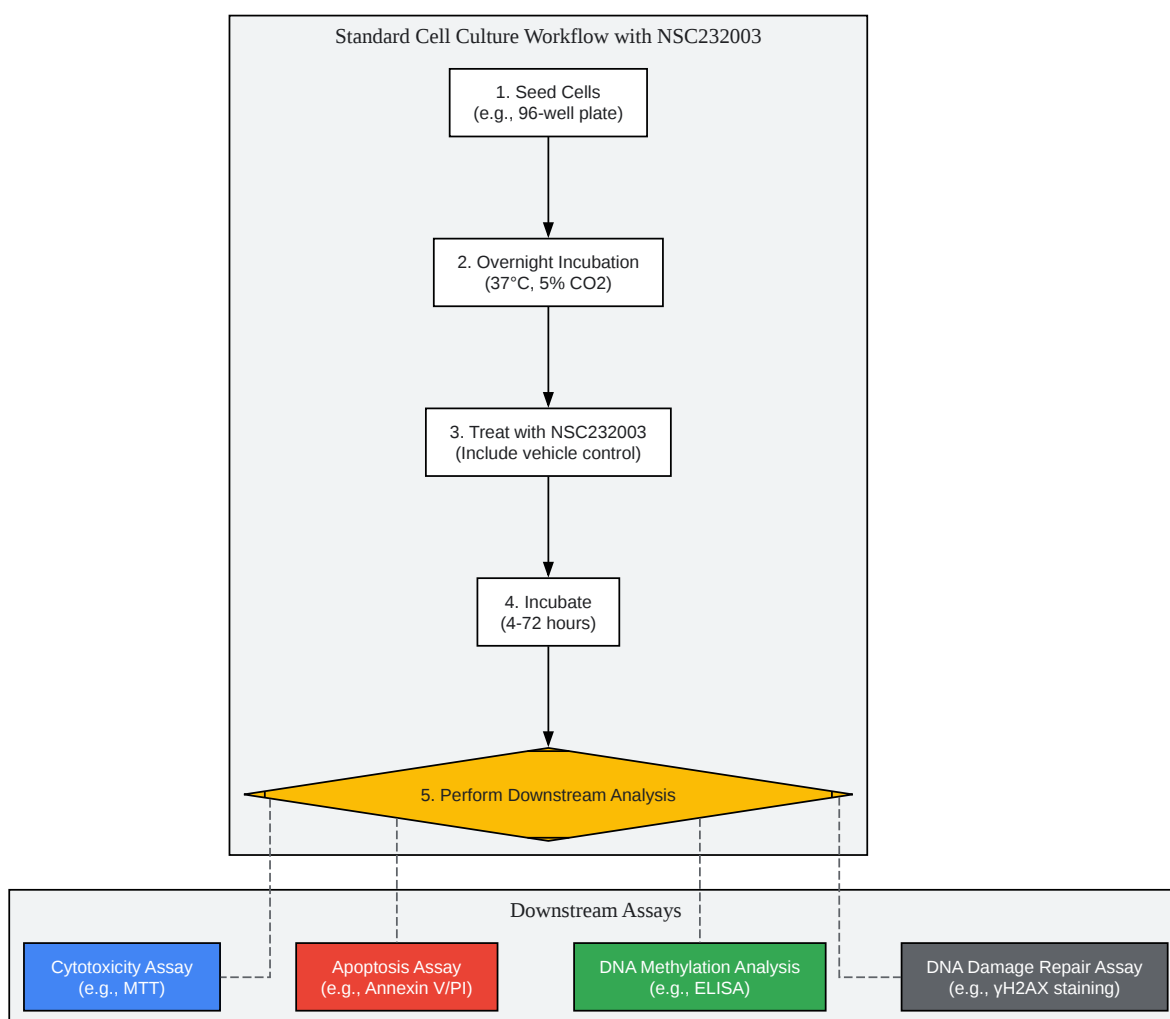 Standard Cell Culture Workflow with NSC232003
1. Seed Cells
(e.g., 96-well plate)
2. Overnight Incubation
(37°C, 5% CO2)
3. Treat with NSC232003
(Include vehicle control)
4. Incubate
(4-72 hours)
5. Perform Downstream Analysis
Downstream Assays
Cytotoxicity Assay
(e.g., MTT)
Apoptosis Assay
(e.g., Annexin V/PI)
DNA Methylation Analysis
(e.g., ELISA)
DNA Damage Repair Assay
(e.g., γH2AX staining)